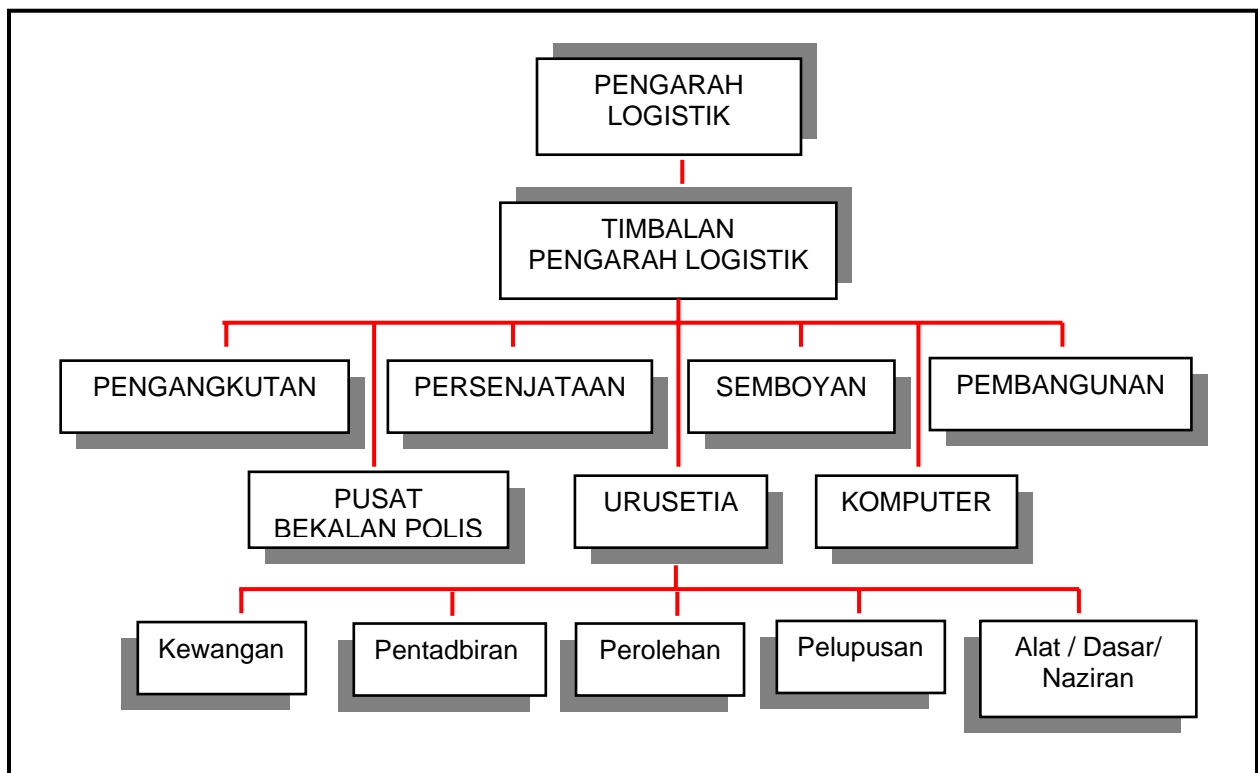 PENGARAH
LOGISTIK
TIMBALAN
PENGARAH LOGISTIK
PENGANGKUTAN
PERSENJATAAN
SEMBOYAN
PEMBANGUNAN
PUSAT
BEKALAN POLIS
URUSETIA
KOMPUTER
Kewangan
Pentadbiran
Perolehan
Pelupusan
Alat / Dasar/
Naziran